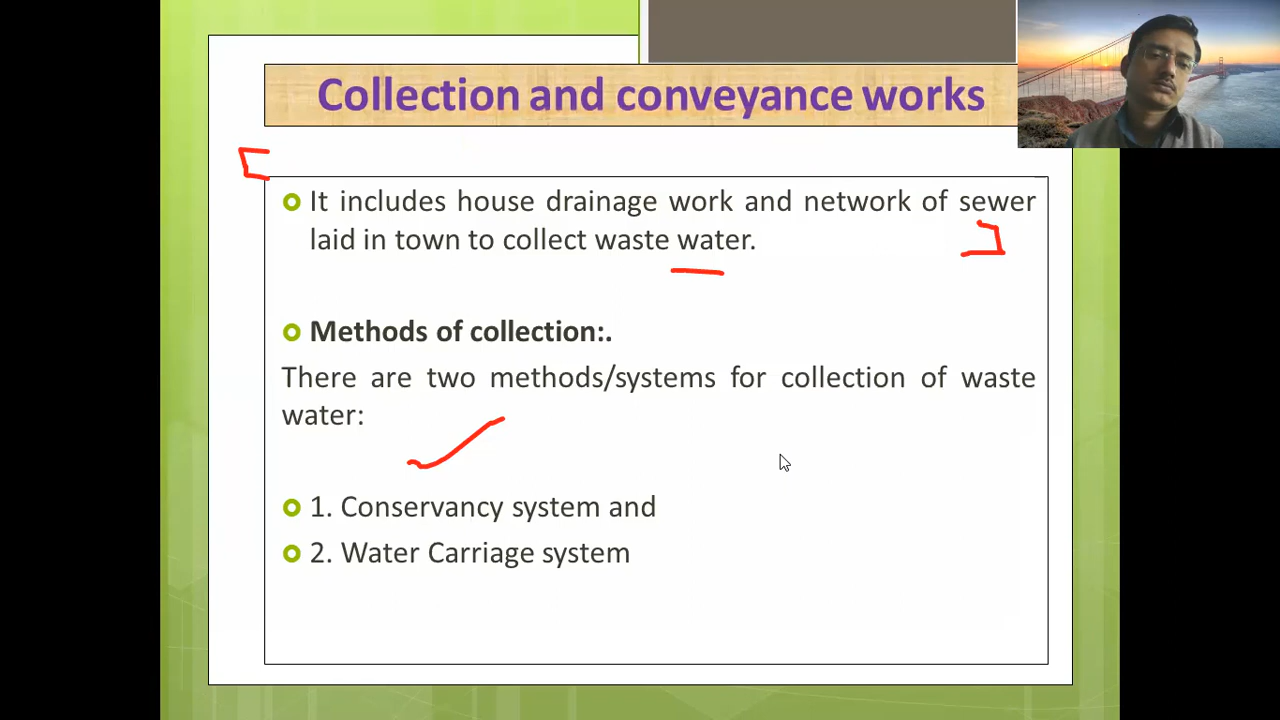 Collection and conveyance works
It includes house drainage work and network of sewer
laid in town to collect waste water.
Methods of collection:.
There are two methods/systems for collection of waste
water:
1. Conservancy system and
2. Water Carriage system